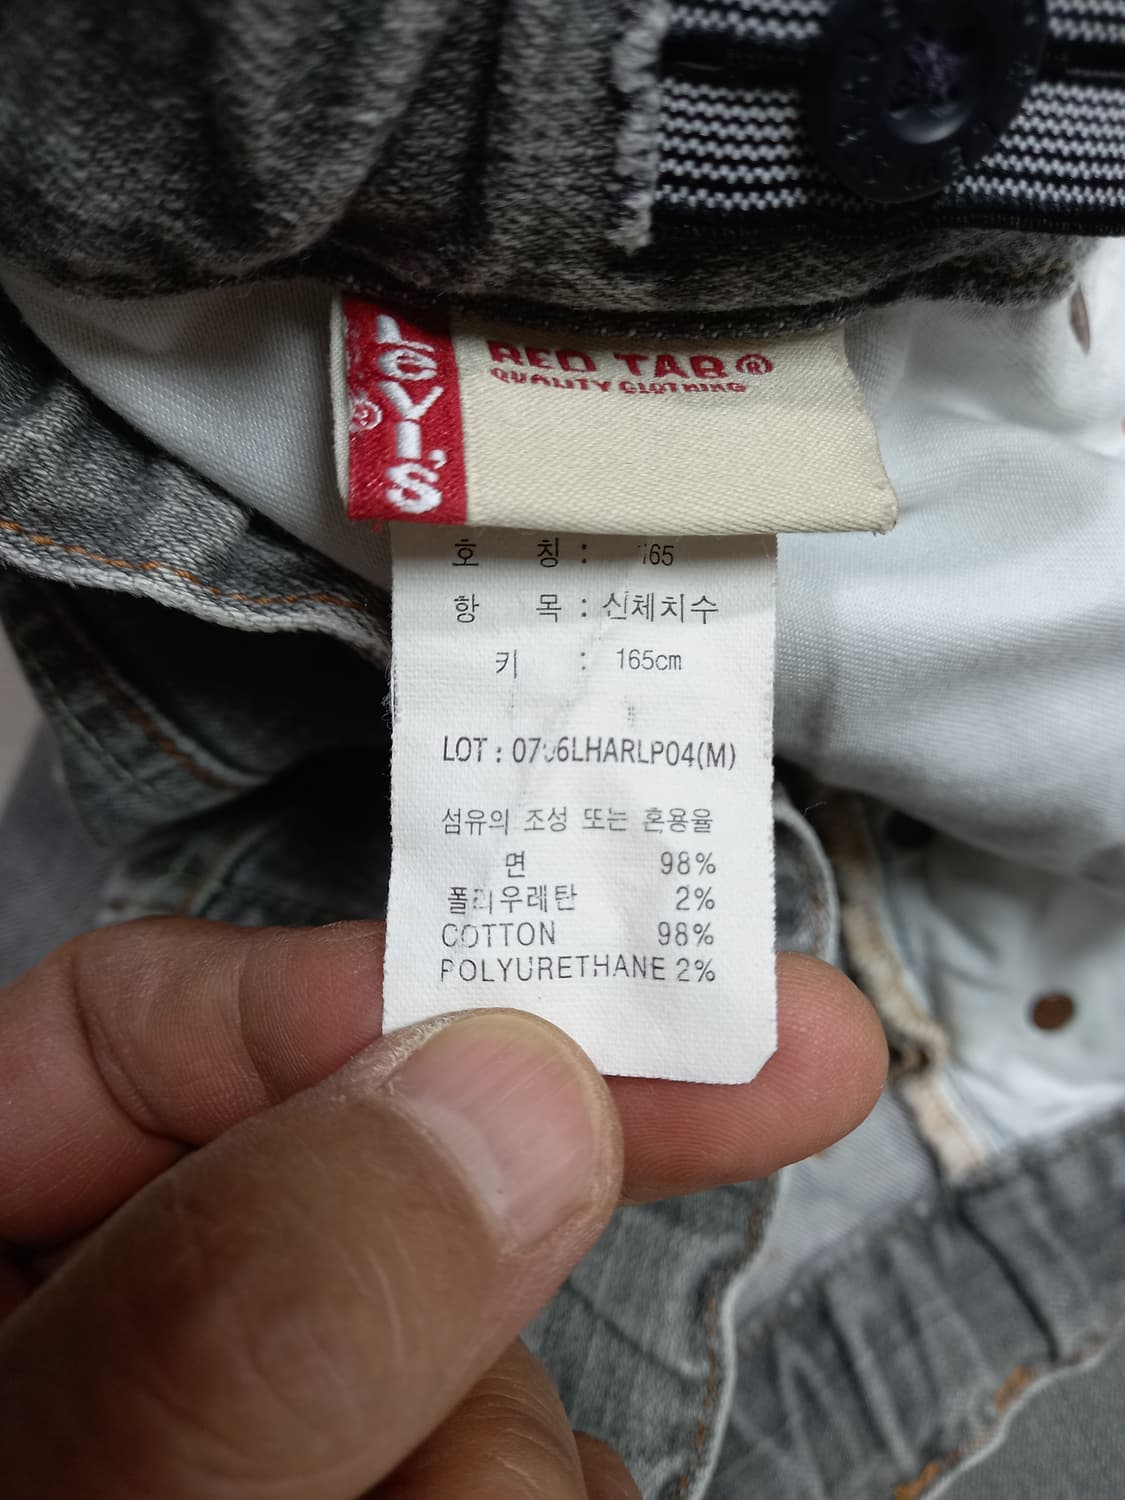 LEVI'S ®
RED TAB®
QUALITY CLOTHING
호 칭 : 165
항 목 : 신체치수
키 : 165cm
LOT :
섬유의 조성 또는 혼용율
면 98%
폴리우레탄 2%
COTTON 98%
POLYURETHANE 2%